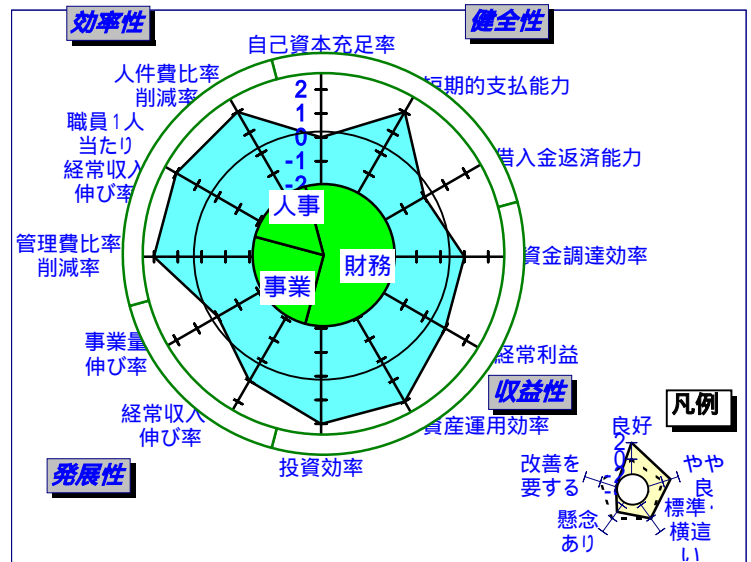 効率性
健全性
自己資本充足率
人件費比率
削減率
短期的支払能力
職員1人
当たり
経常収入
伸び率
借入金返済能力
2
1
0
-1
-2
人事
財務
事業
管理費比率
削減率
資金調達効率
事業量
伸び率
経常利益
収益性
凡例
経常収入
伸び率
資産運用効率
投資効率
発展性
良好
2
0
-2
やや
良
改善を
要する
標準・
横這
い
懸念
あり